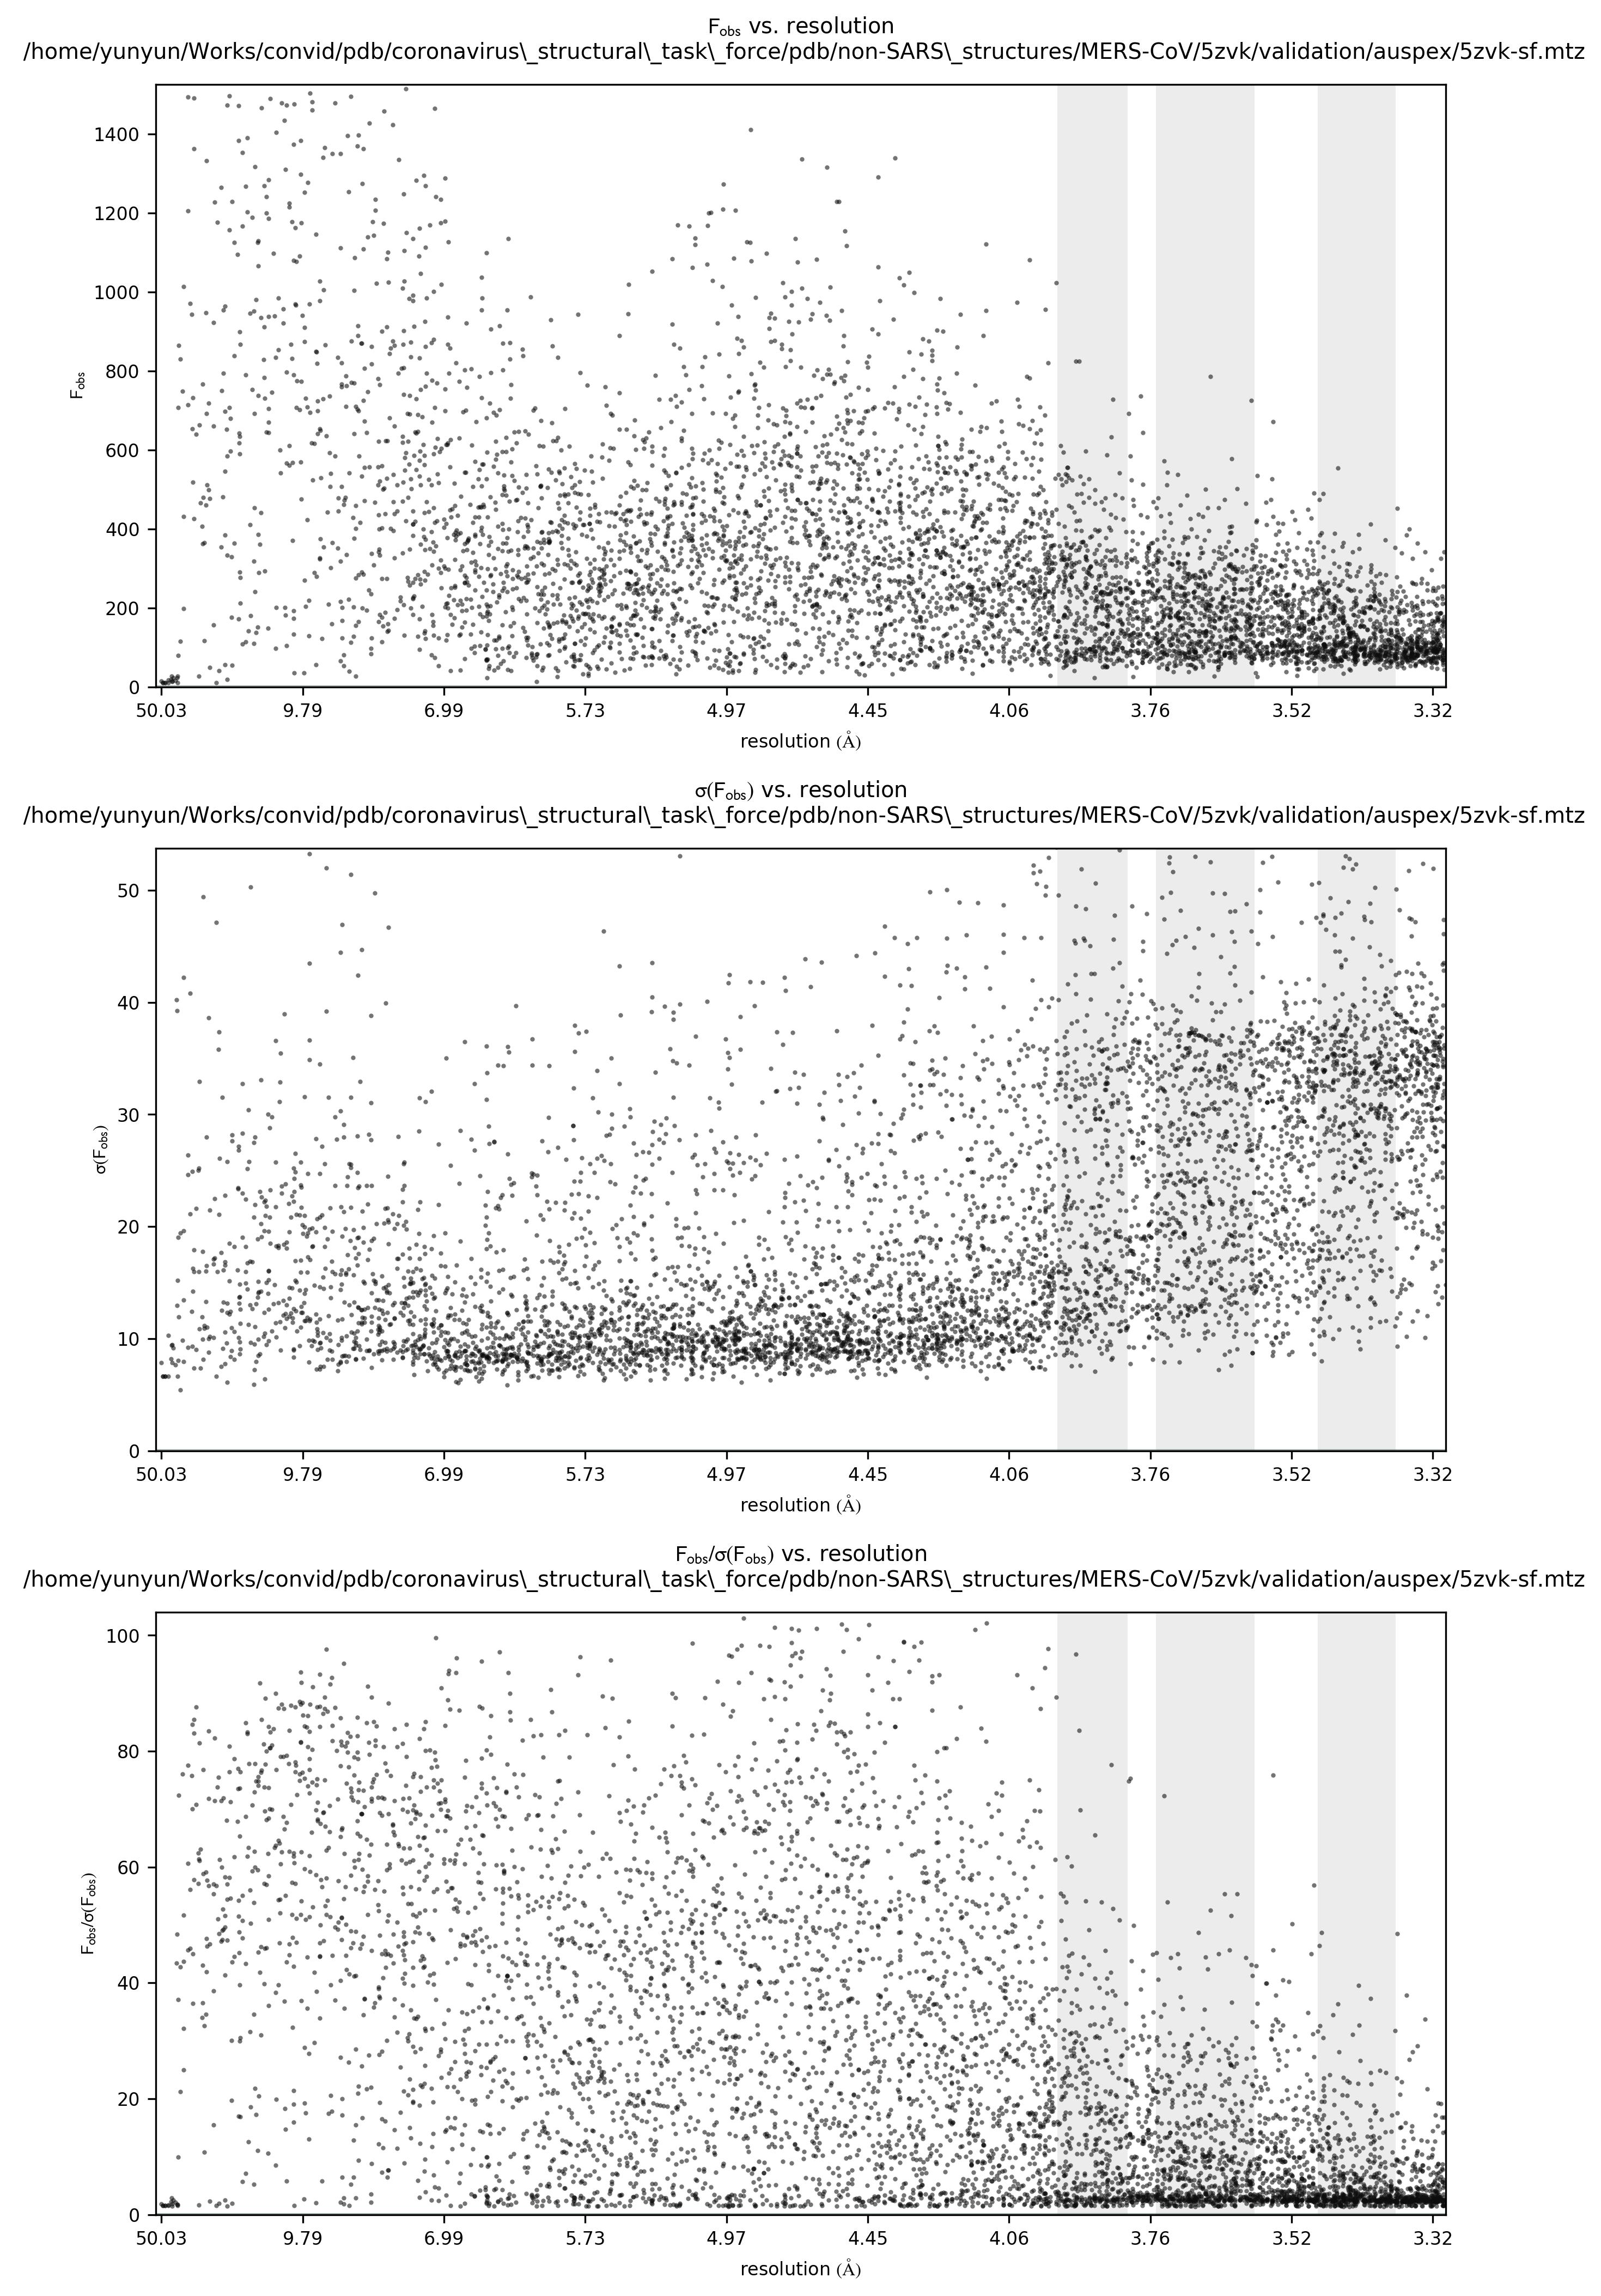 Fobs vs. resolution
/home/yunyun/Works/convid/pdb/coronavirus\_structural\_task\_force/pdb/non-SARS\_structures/MERS-CoV/5zvk/validation/auspex/5zvk-sf.mtz
1400
1200
1000
800
600
400
200
0
Fobs
50.03 9.79 6.99 5.73 4.97 4.45 4.06 3.76 3.52 3.32
resolution (Å)
σ(Fobs) vs. resolution
/home/yunyun/Works/convid/pdb/coronavirus\_structural\_task\_force/pdb/non-SARS\_structures/MERS-CoV/5zvk/validation/auspex/5zvk-sf.mtz
50
40
30
20
10
0
σ(Fobs)
50.03 9.79 6.99 5.73 4.97 4.45 4.06 3.76 3.52 3.32
resolution (Å)
Fobs/σ(Fobs) vs. resolution
/home/yunyun/Works/convid/pdb/coronavirus\_structural\_task\_force/pdb/non-SARS\_structures/MERS-CoV/5zvk/validation/auspex/5zvk-sf.mtz
100
80
60
40
20
0
Fobs/σ(Fobs)
50.03 9.79 6.99 5.73 4.97 4.45 4.06 3.76 3.52 3.32
resolution (Å)